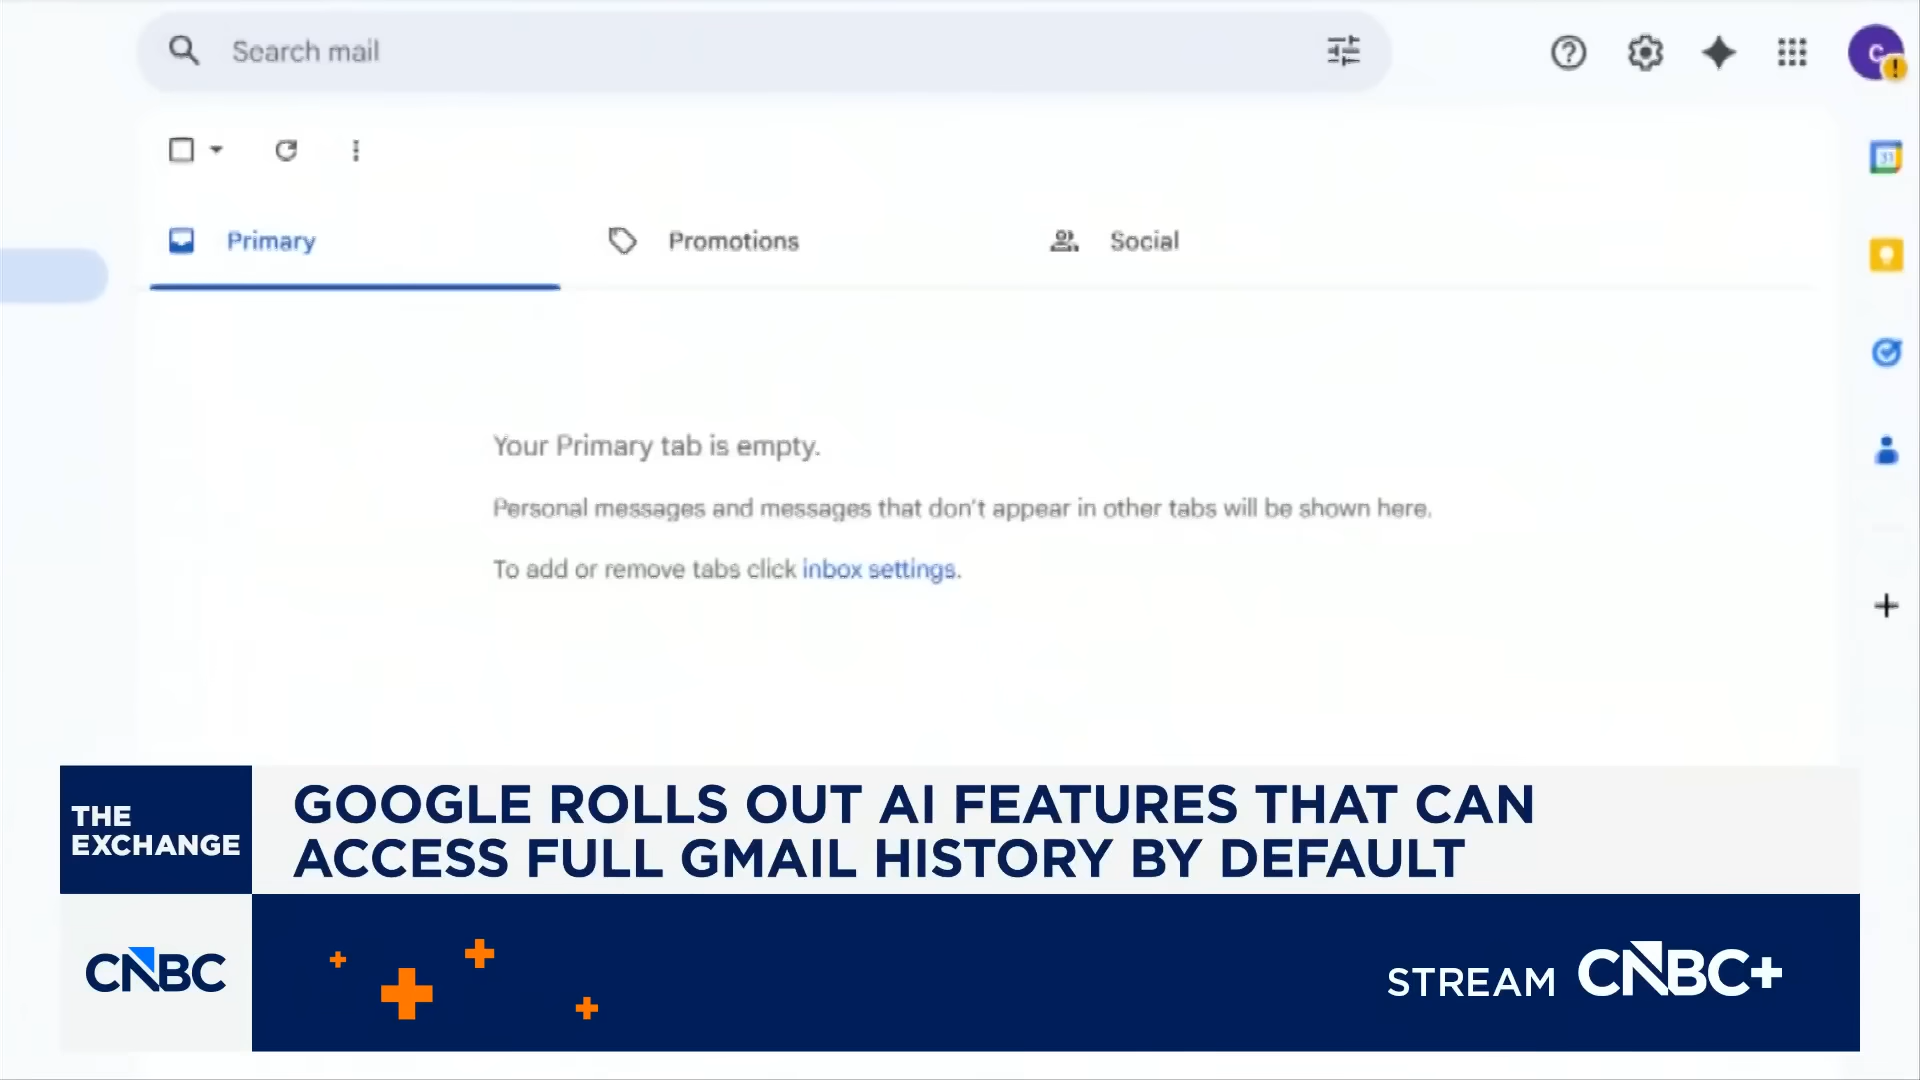 Search mail
C
!
31
Primary
Promotions
Social
Your Primary tab is empty.
Personal messages and messages that don't appear in other tabs will be shown here.
To add or remove tabs click inbox settings.
THE
EXCHANGE
GOOGLE ROLLS OUT AI FEATURES THAT CAN
ACCESS FULL GMAIL HISTORY BY DEFAULT
CNBC
STREAM CNBC+